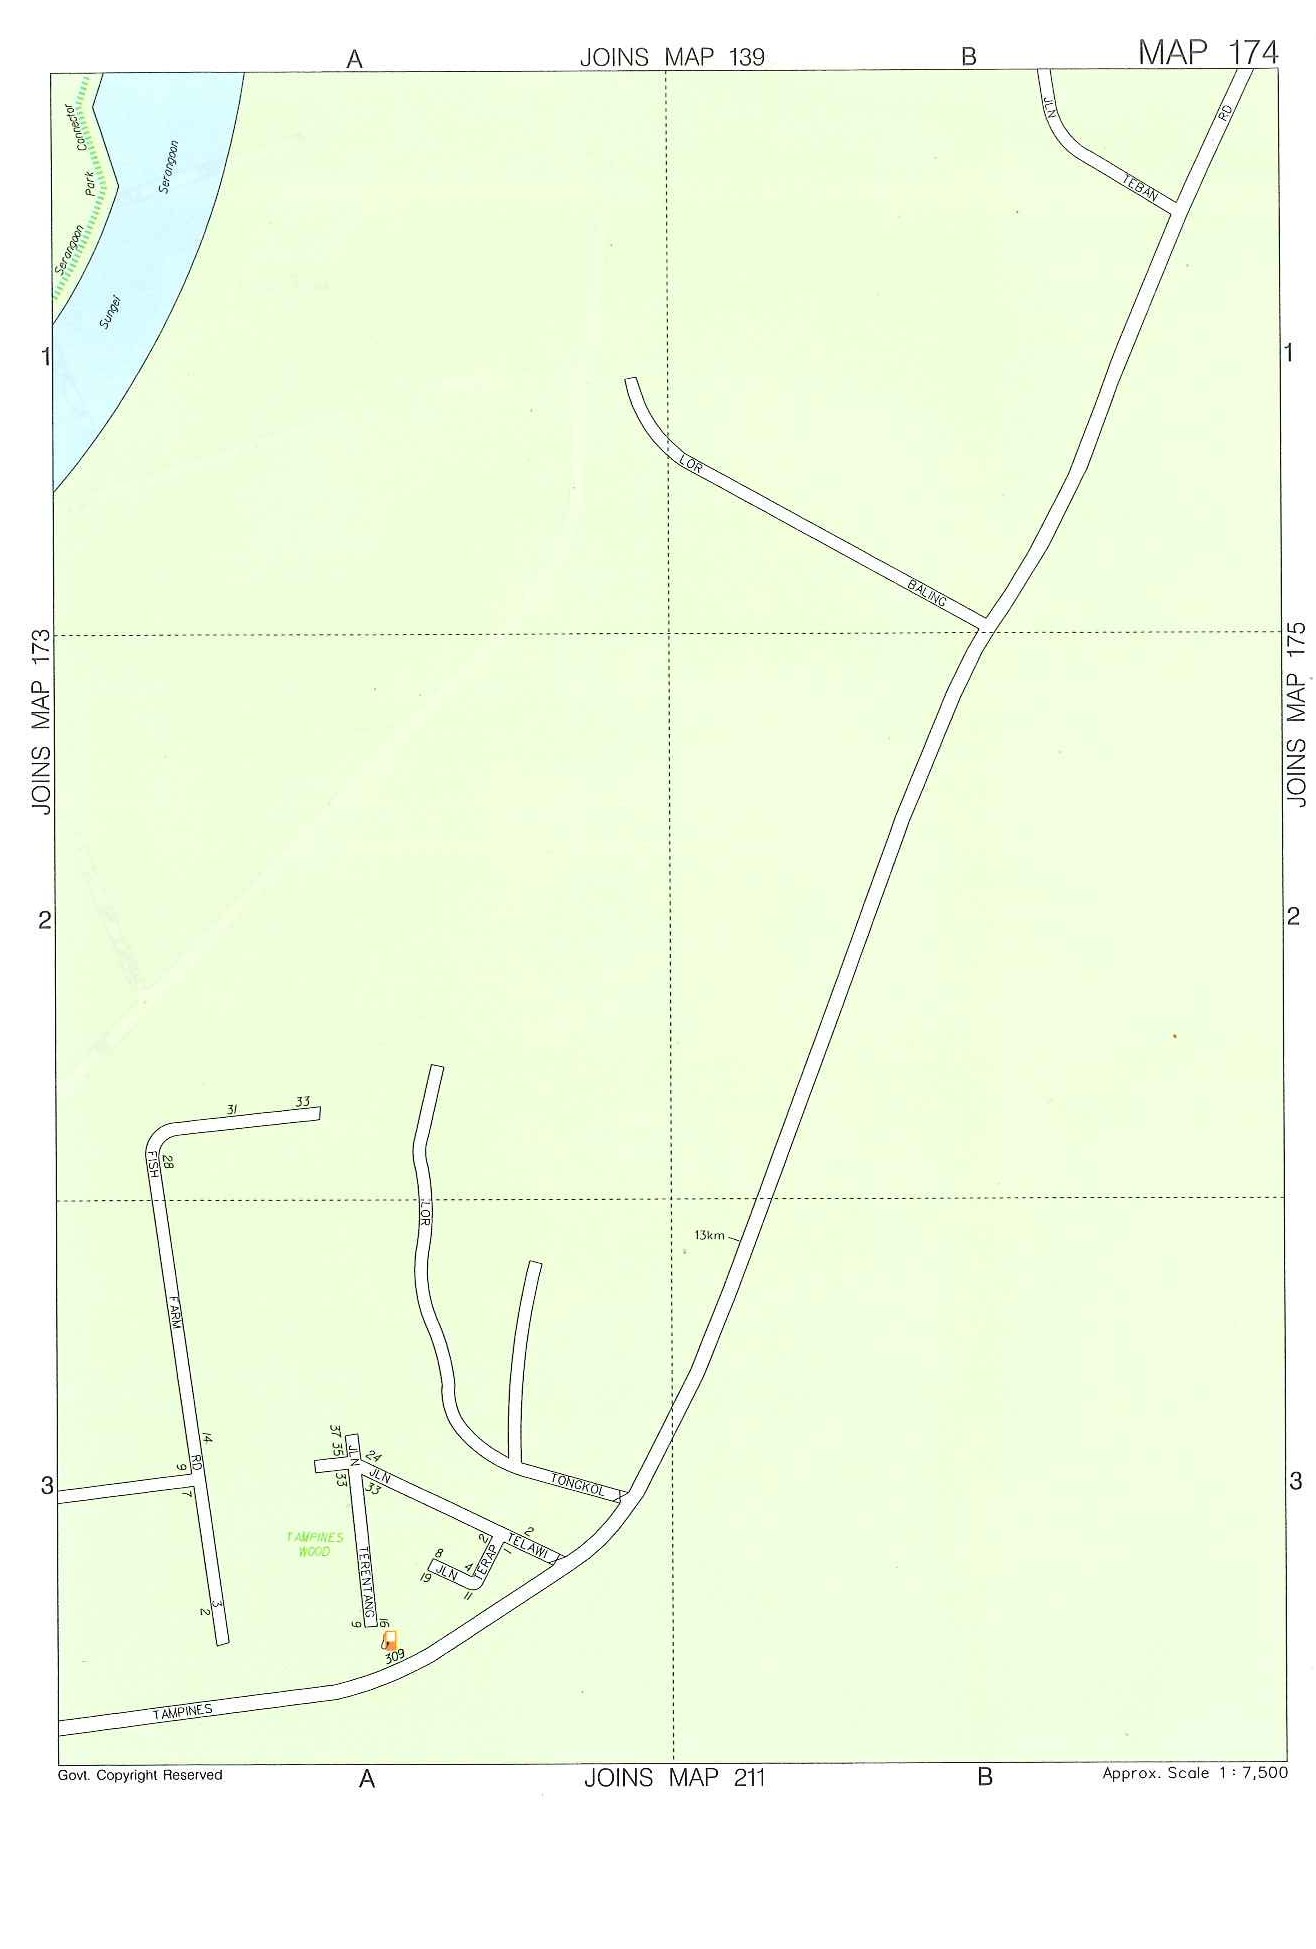 A
JOINS MAP 139
B
MAP 174
Serangoon Park Connector
Sungei Serangoon
JLN TEBAN
RD
1
1
LOR BALING
JOINS MAP 173
JOINS MAP 175
2
2
33
31
28
FISH FARM RD
LOR TONGKOL
13km
14
9
7
3
2
37
35
33
JLN TERENTANG
16
9
24
33
JLN TELAWI
2
2
1
JLN TERAP
8
4
19
11
3
3
TAMPINES
WOOD
309
TAMPINES
Govt. Copyright Reserved
A
JOINS MAP 211
B
Approx. Scale 1 : 7,500